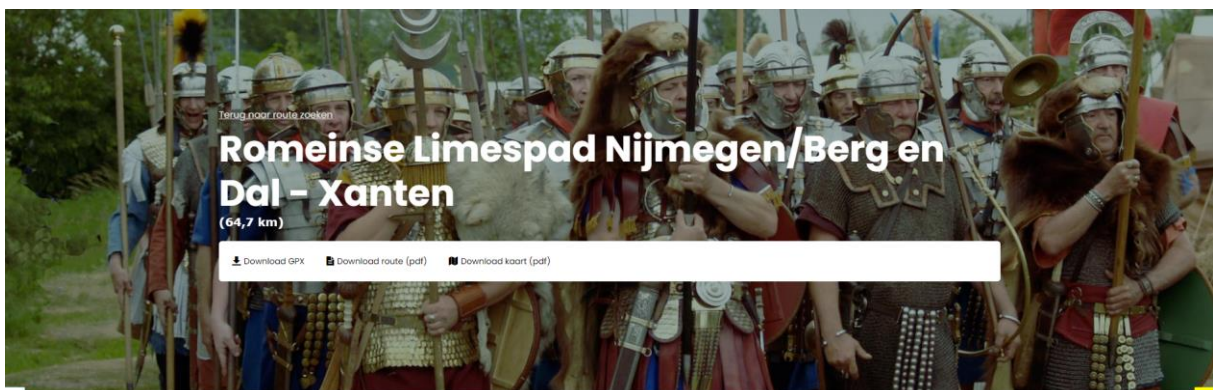 Terug naar route zoeken
Romeinse Limespad Nijmegen/Berg en
Dal – Xanten
(64,7 km)
Download GPX Download route (pdf) Download kaart (pdf)